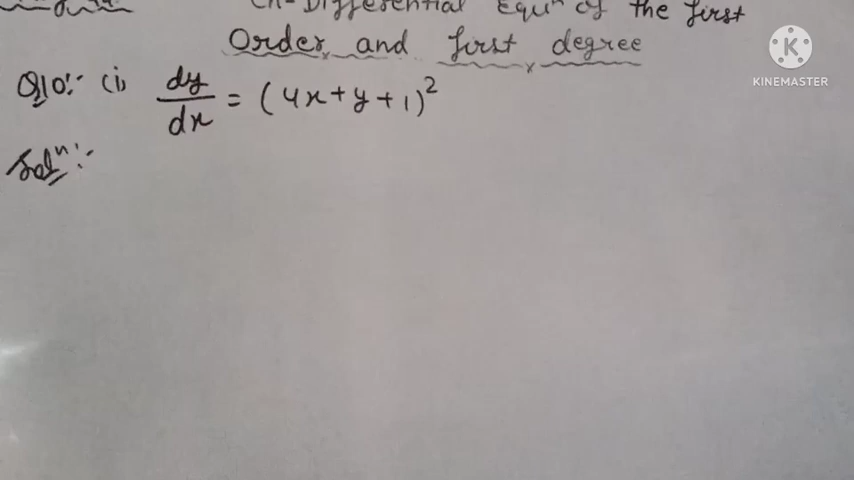 Ch-Differential Equⁿ of the first
Order and first degree
KINEMASTER
Q10:- (i) dy/dx = (4x+y+1)²
Solⁿ:-